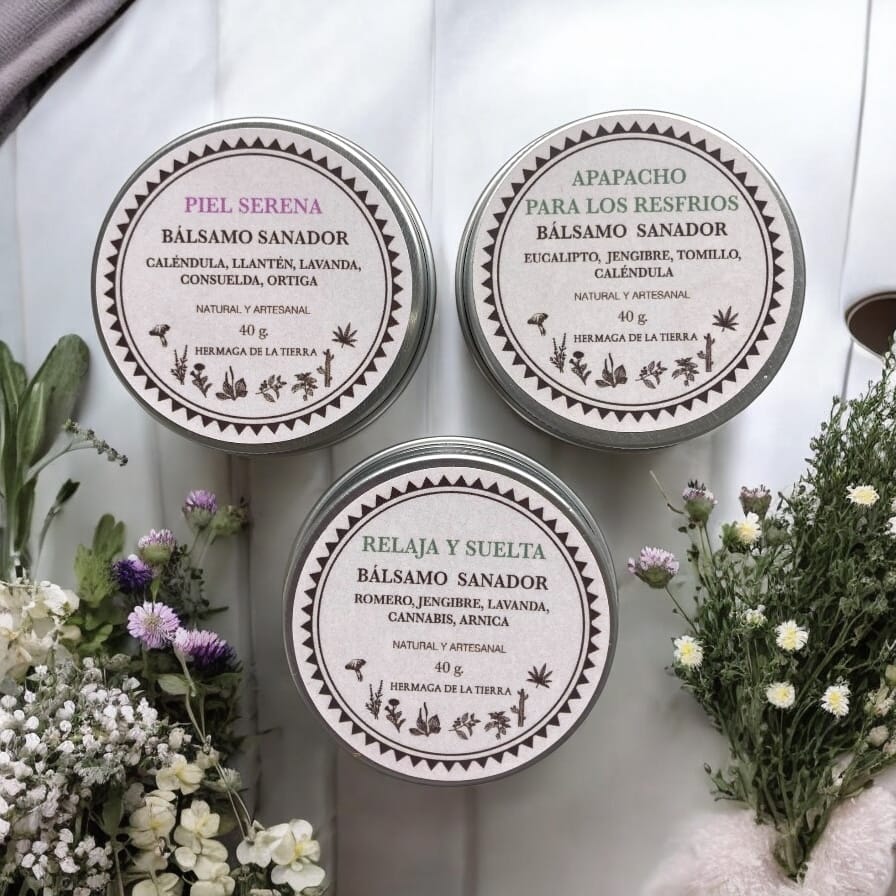 PIEL SERENA
BÁLSAMO SANADOR
CALÉNDULA, LLANTÉN, LAVANDA,
CONSUELDA, ORTIGA
NATURAL Y ARTESANAL
40 g.
HERMAGA DE LA TIERRA
APAPACHO
PARA LOS RESFRIOS
BÁLSAMO SANADOR
EUCALIPTO, JENGIBRE, TOMILLO,
CALÉNDULA
NATURAL Y ARTESANAL
40 g.
HERMAGA DE LA TIERRA
RELAJA Y SUELTA
BÁLSAMO SANADOR
ROMERO, JENGIBRE, LAVANDA,
CANNABIS, ARNICA
NATURAL Y ARTESANAL
40 g.
HERMAGA DE LA TIERRA